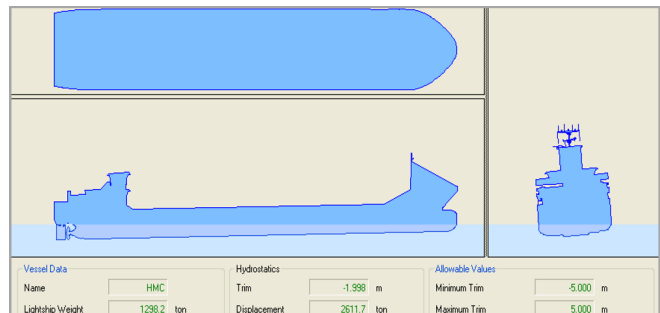 Vessel Data
Hydrostatics
Allowable Values
Name HMC
Trim -1.998 m
Minimum Trim -5.000 m
Lightship Weight 1298.2 ton
Displacement 2611.7 ton
Maximum Trim 5.000 m